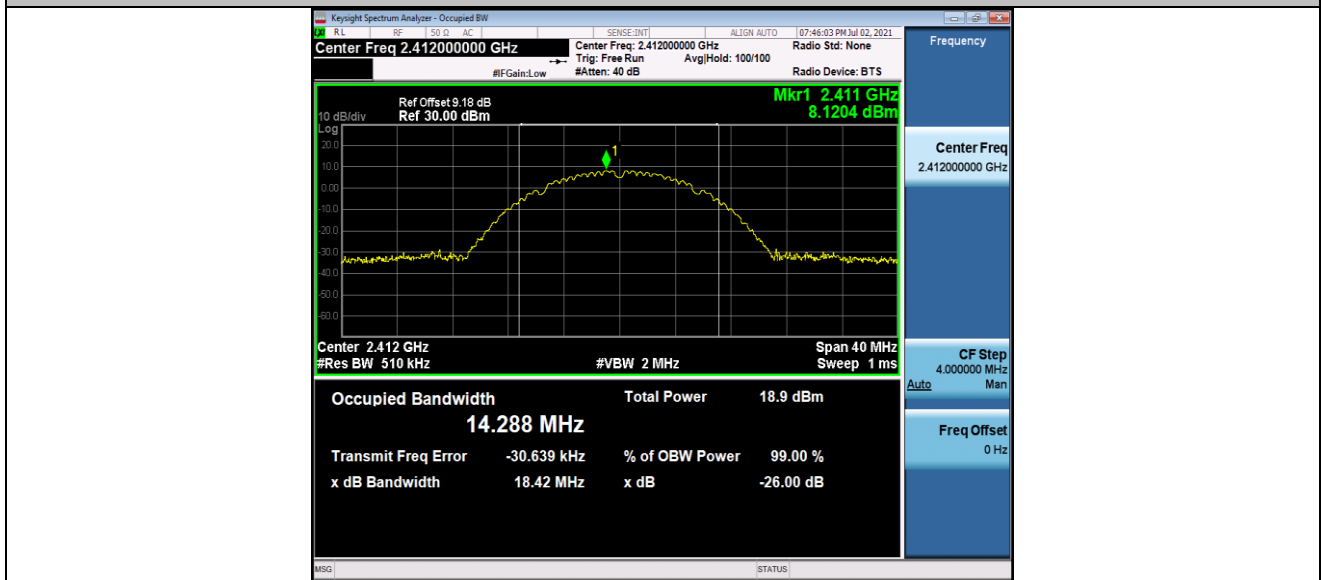 Keysight Spectrum Analyzer - Occupied BW
LXI RL RF 50 Ω AC SENSE:INT ALIGN AUTO 07:46:03 PM Jul 02, 2021
Center Freq 2.412000000 GHz Center Freq: 2.412000000 GHz Radio Std: None
Trig: Free Run Avg|Hold: 100/100
#IFGain:Low #Atten: 40 dB Radio Device: BTS
Frequency
Mkr1 2.411 GHz
8.1204 dBm
Ref Offset 9.18 dB
10 dB/div Ref 30.00 dBm
Log
20.0
10.0
0.00
-10.0
-20.0
-30.0
-40.0
-50.0
-60.0
1
Center 2.412 GHz Span 40 MHz
#Res BW 510 kHz #VBW 2 MHz Sweep 1 ms
Center Freq
2.412000000 GHz
CF Step
4.000000 MHz
Auto Man
Freq Offset
0 Hz
Occupied Bandwidth Total Power 18.9 dBm
14.288 MHz
Transmit Freq Error -30.639 kHz % of OBW Power 99.00 %
x dB Bandwidth 18.42 MHz x dB -26.00 dB
MSG STATUS